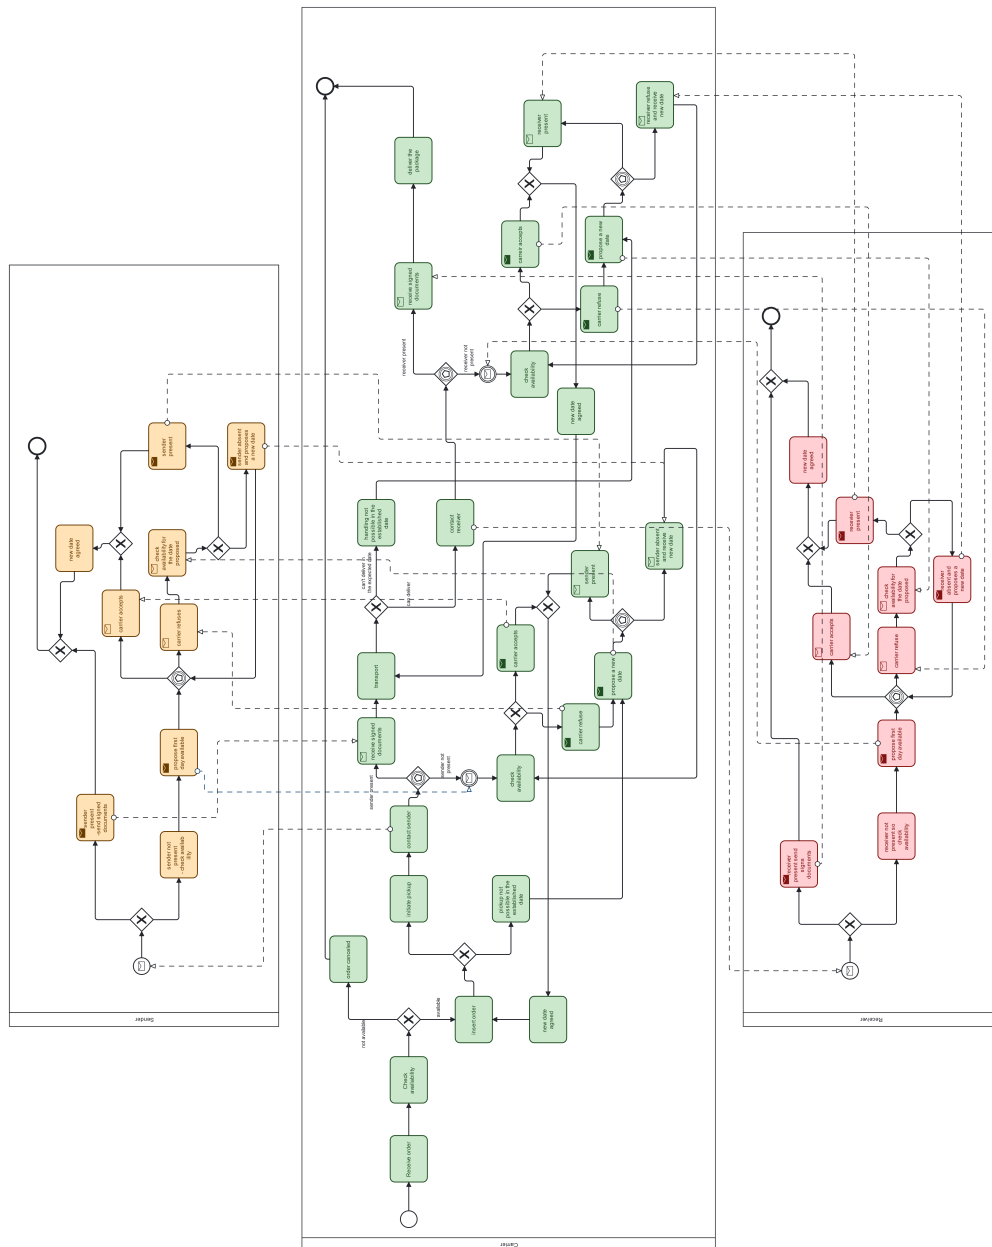 Sender
sender not
present
-check availab
ility
sender
present
-send signed
documents
propose first
day available
carrier refuses
carrier accepts
check
availability for
the date
proposed
new date
agreed
sender
present
sender absent
and proposes
a new date
Carrier
Receive order
Check
availability
not available
available
order canceled
insert order
new date
agreed
initiate pickup
pickup not
possible in the
established
date
contact sender
sender present
sender not
present
receive signed
documents
check
availability
carrier refuse
carrier accepts
propose a new
date
transport
sender
present
sender absent
and receive
new date
can't deliver in
the expected date
can deliver
handling not
possible in the
established
date
contact
receiver
new date
agreed
receiver present
receiver not
present
check
availability
receive signed
documents
carrier refuse
carreir accepts
propose a new
date
deliver the
package
receiver
present
receiver refuse
and receive
new date
Receiver
receiver
present send
signs
documents
receiver not
present so
check
availability
propose first
day available
carrier refuse
carrier accepts
check
availability for
the date
proposed
receiver
absent and
proposes a
new date
receiver
present
new date
agreed